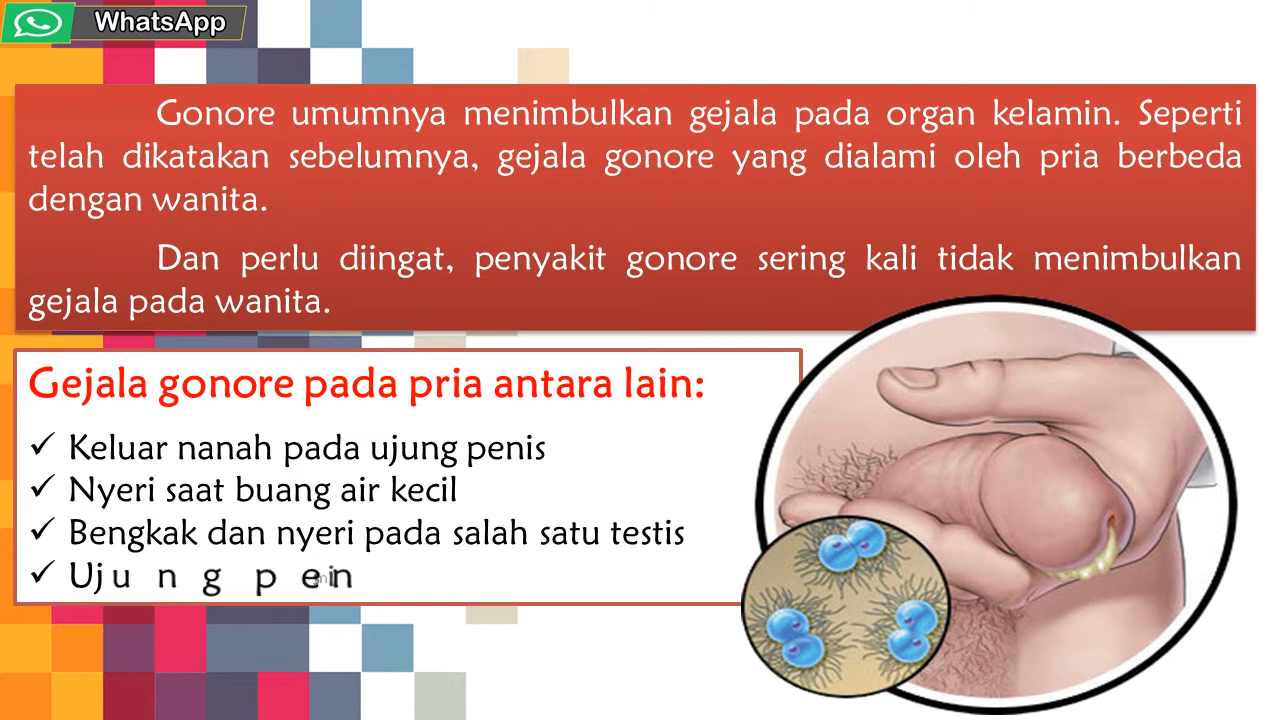 WhatsApp
Gonore umumnya menimbulkan gejala pada organ kelamin. Seperti
telah dikatakan sebelumnya, gejala gonore yang dialami oleh pria berbeda
dengan wanita.
Dan perlu diingat, penyakit gonore sering kali tidak menimbulkan
gejala pada wanita.
Gejala gonore pada pria antara lain:
✓ Keluar nanah pada ujung penis
✓ Nyeri saat buang air kecil
✓ Bengkak dan nyeri pada salah satu testis
✓ Ujung